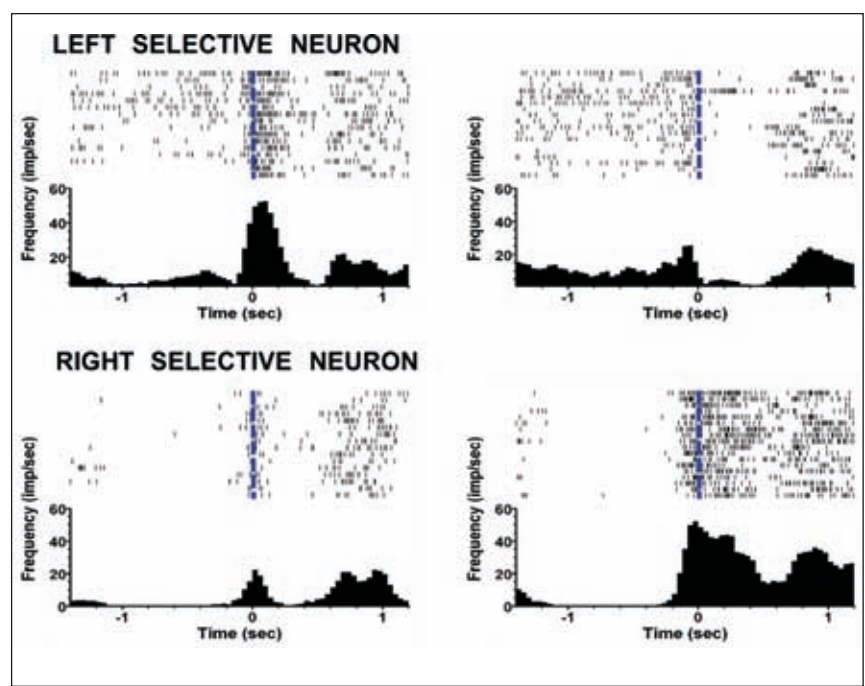 LEFT SELECTIVE NEURON
Frequency (imp/sec)
60
40
20
-1 0 1
Time (sec)
Frequency (imp/sec)
60
40
20
-1 0 1
Time (sec)
RIGHT SELECTIVE NEURON
Frequency (imp/sec)
60
40
20
0
-1 0 1
Time (sec)
Frequency (imp/sec)
60
40
20
0
-1 0 1
Time (sec)